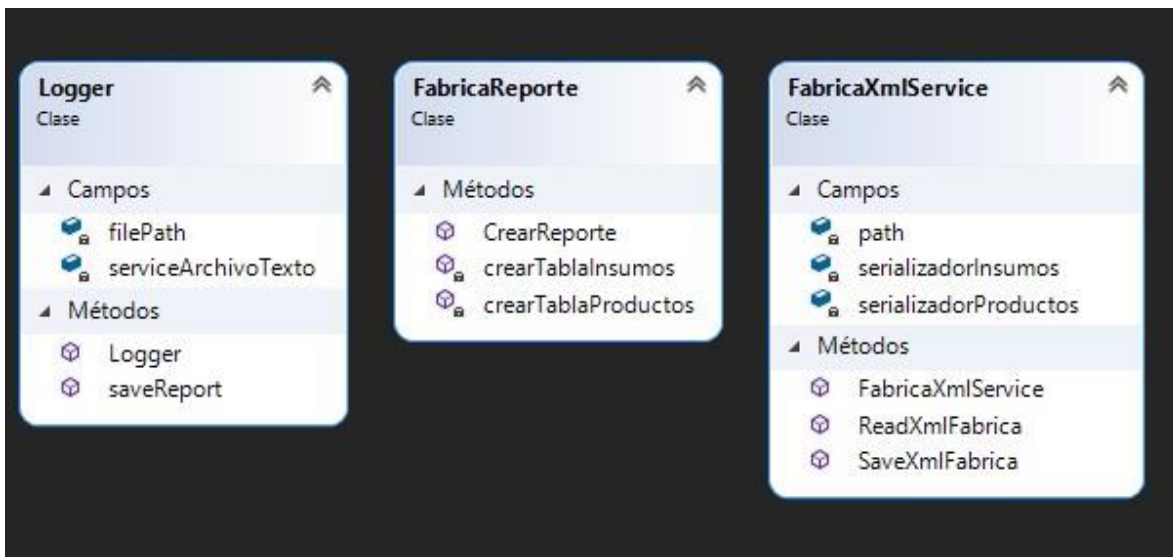 Logger
Clase
Campos
filePath
serviceArchivoTexto
Métodos
Logger
saveReport
FabricaReporte
Clase
Métodos
CrearReporte
crearTablaInsumos
crearTablaProductos
FabricaXmlService
Clase
Campos
path
serializadorInsumos
serializadorProductos
Métodos
FabricaXmlService
ReadXmlFabrica
SaveXmlFabrica